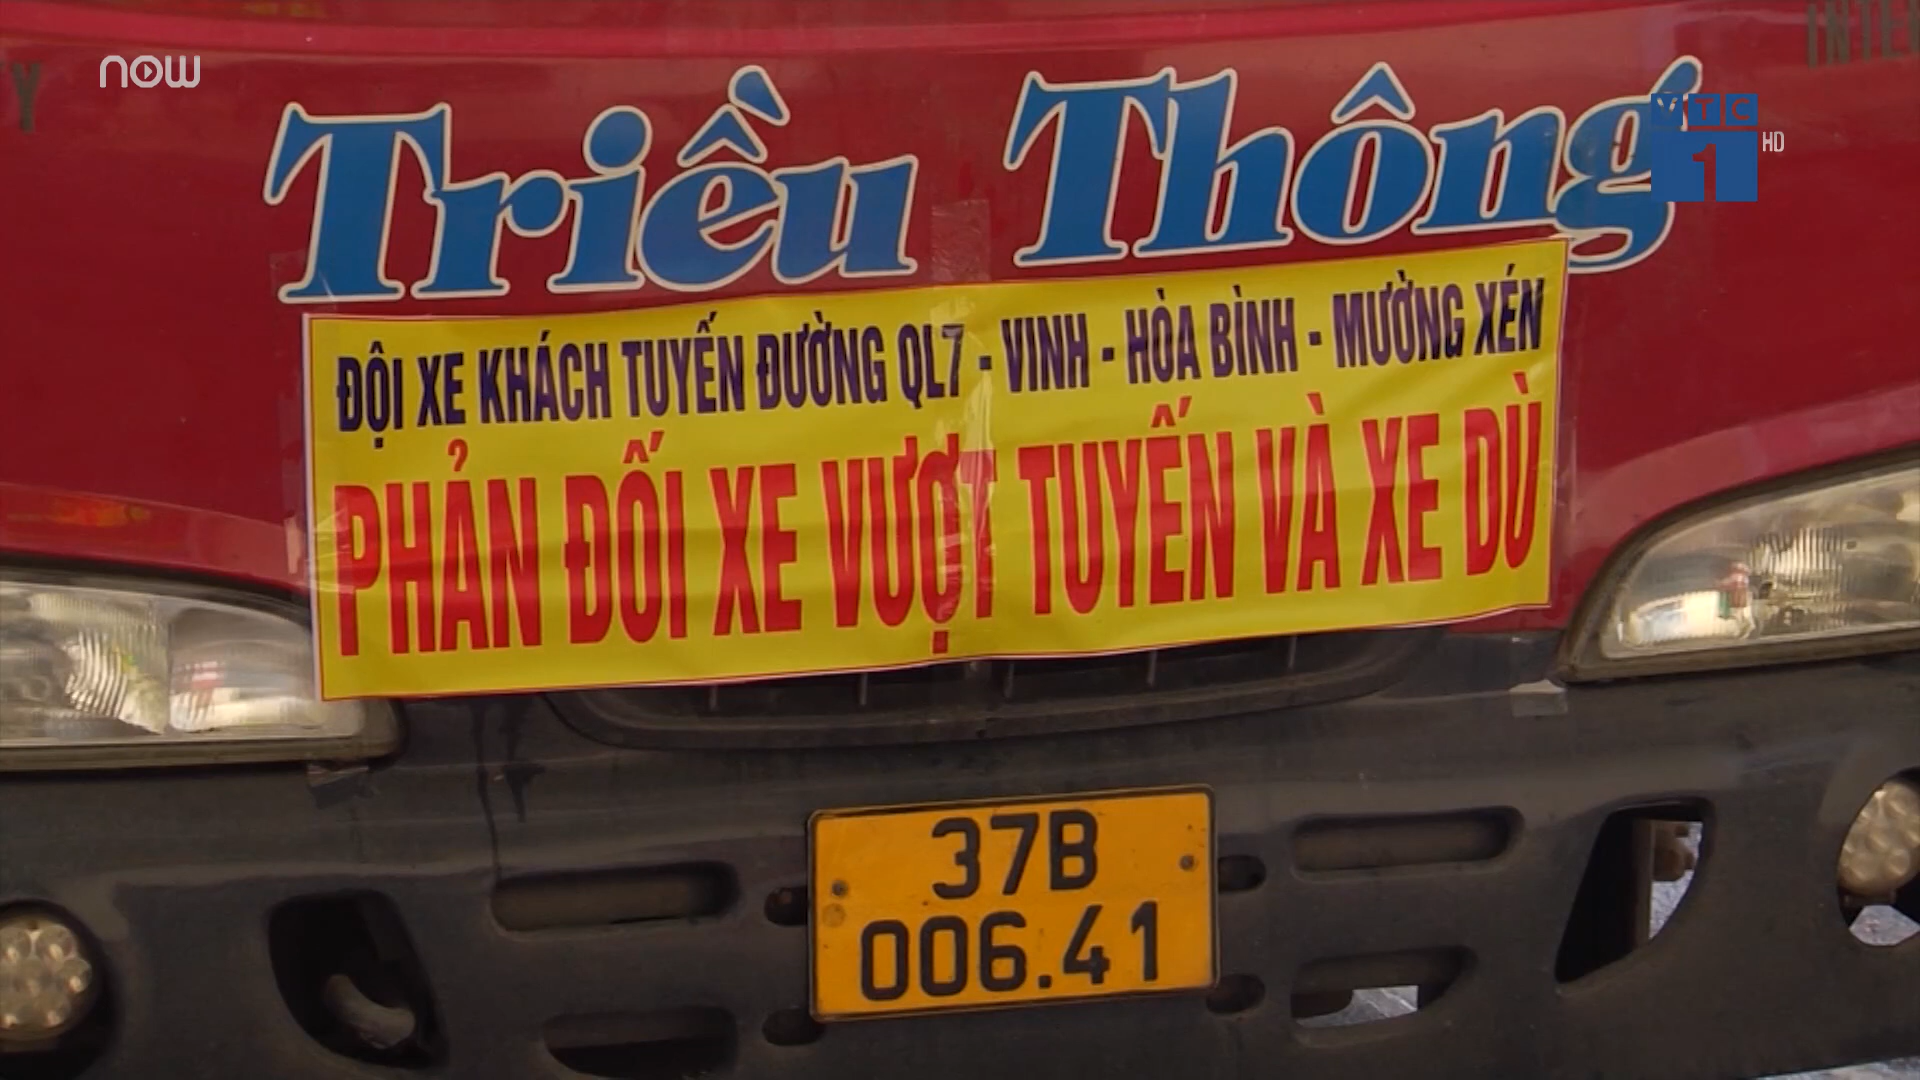 now
Triều Thông
VTC
1
HD
ĐỘI XE KHÁCH TUYẾN ĐƯỜNG QL7 - VINH - HÒA BÌNH - MƯỜNG XÉN
PHẢN ĐỐI XE VƯỢT TUYẾN VÀ XE DÙ
37B
006.41